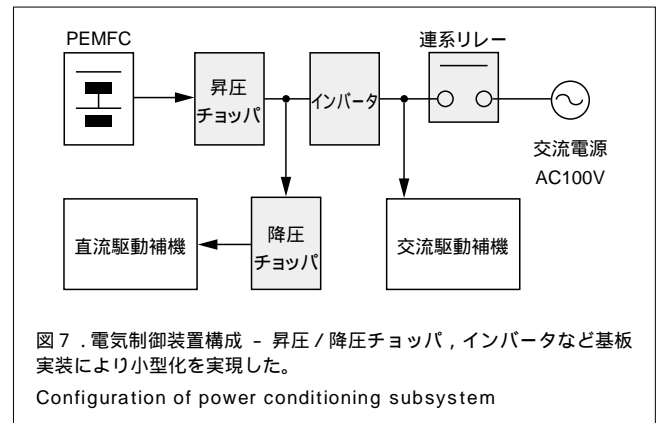 PEMFC
昇圧
チョッパ
インバータ
連系リレー
交流電源
AC100V
直流駆動補機
降圧
チョッパ
交流駆動補機
図7.電気制御装置構成 - 昇圧/降圧チョッパ,インバータなど基板
実装により小型化を実現した。
Configuration of power conditioning subsystem